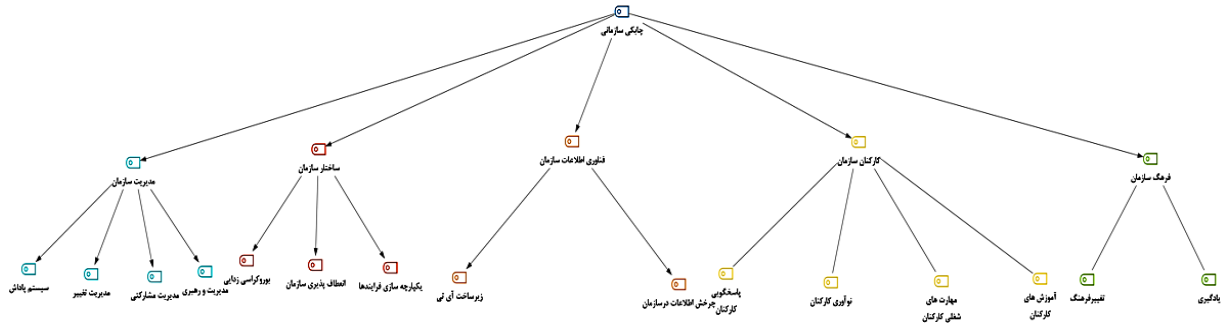 چابکی سازمانی
فرهنگ سازمان
کارکنان سازمان
فناوری اطلاعات سازمان
ساختار سازمان
مدیریت سازمان
یادگیری
تغییرفرهنگ
آموزش های
کارکنان
مهارت های
شغلی کارکنان
نوآوری کارکنان
پاسخگویی
کارکنان
چرخش اطلاعات درسازمان
زیرساخت آی تی
یکپارچه سازی فرایندها
انعطاف پذیری سازمان
بوروکراسی زدایی
مدیریت و رهبری
مدیریت مشارکتی
مدیریت تغییر
سیستم پاداش